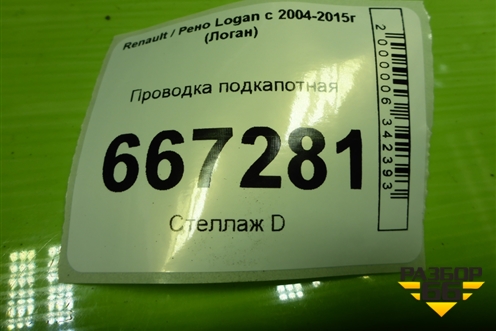 Renault / Рено Logan с 2004-2015г
(Логан)
Проводка подкапотная
667281
Стеллаж D
2000006342393
РАЗБОР